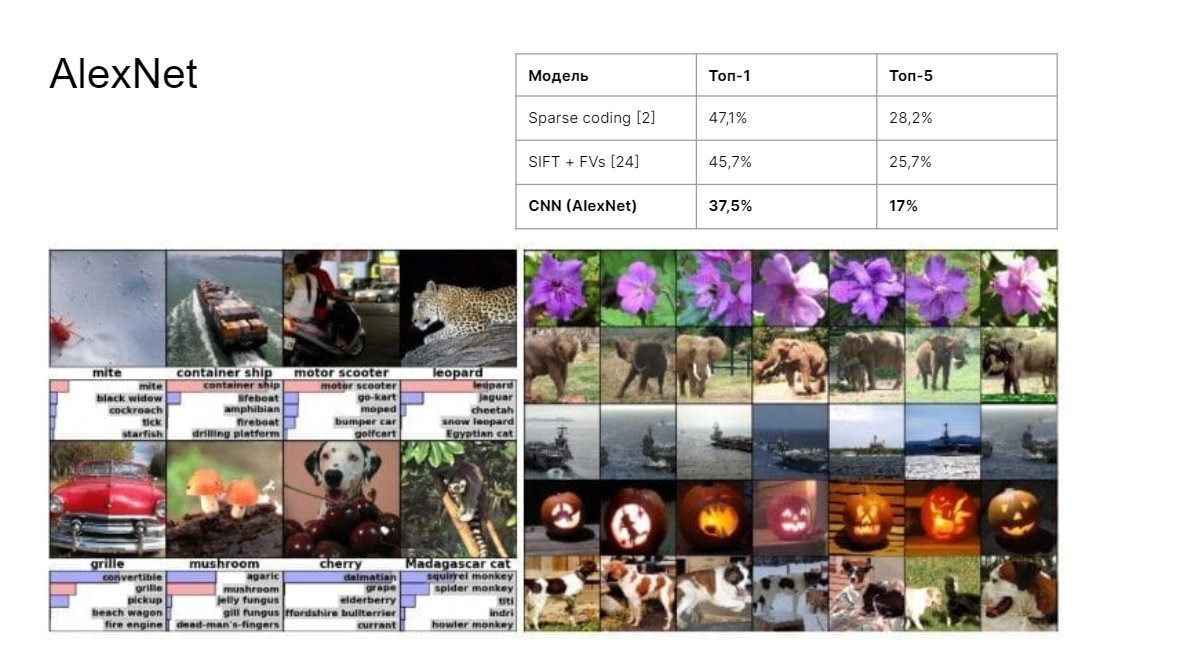 AlexNet
Модель Топ-1 Топ-5
Sparse coding [2] 47,1% 28,2%
SIFT + FVs [24] 45,7% 25,7%
CNN (AlexNet) 37,5% 17%
mite container ship motor scooter leopard
mite container ship motor scooter leopard
black widow lifeboat go-kart jaguar
cockroach amphibian moped cheetah
tick fireboat bumper car snow leopard
starfish drilling platform golfcart Egyptian cat
grille mushroom cherry Madagascar cat
convertible agaric dalmatian squirrel monkey
grille mushroom grape spider monkey
pickup jelly fungus elderberry titi
beach wagon gill fungus ffordshire bullterrier indri
fire engine dead-man's-fingers currant howler monkey